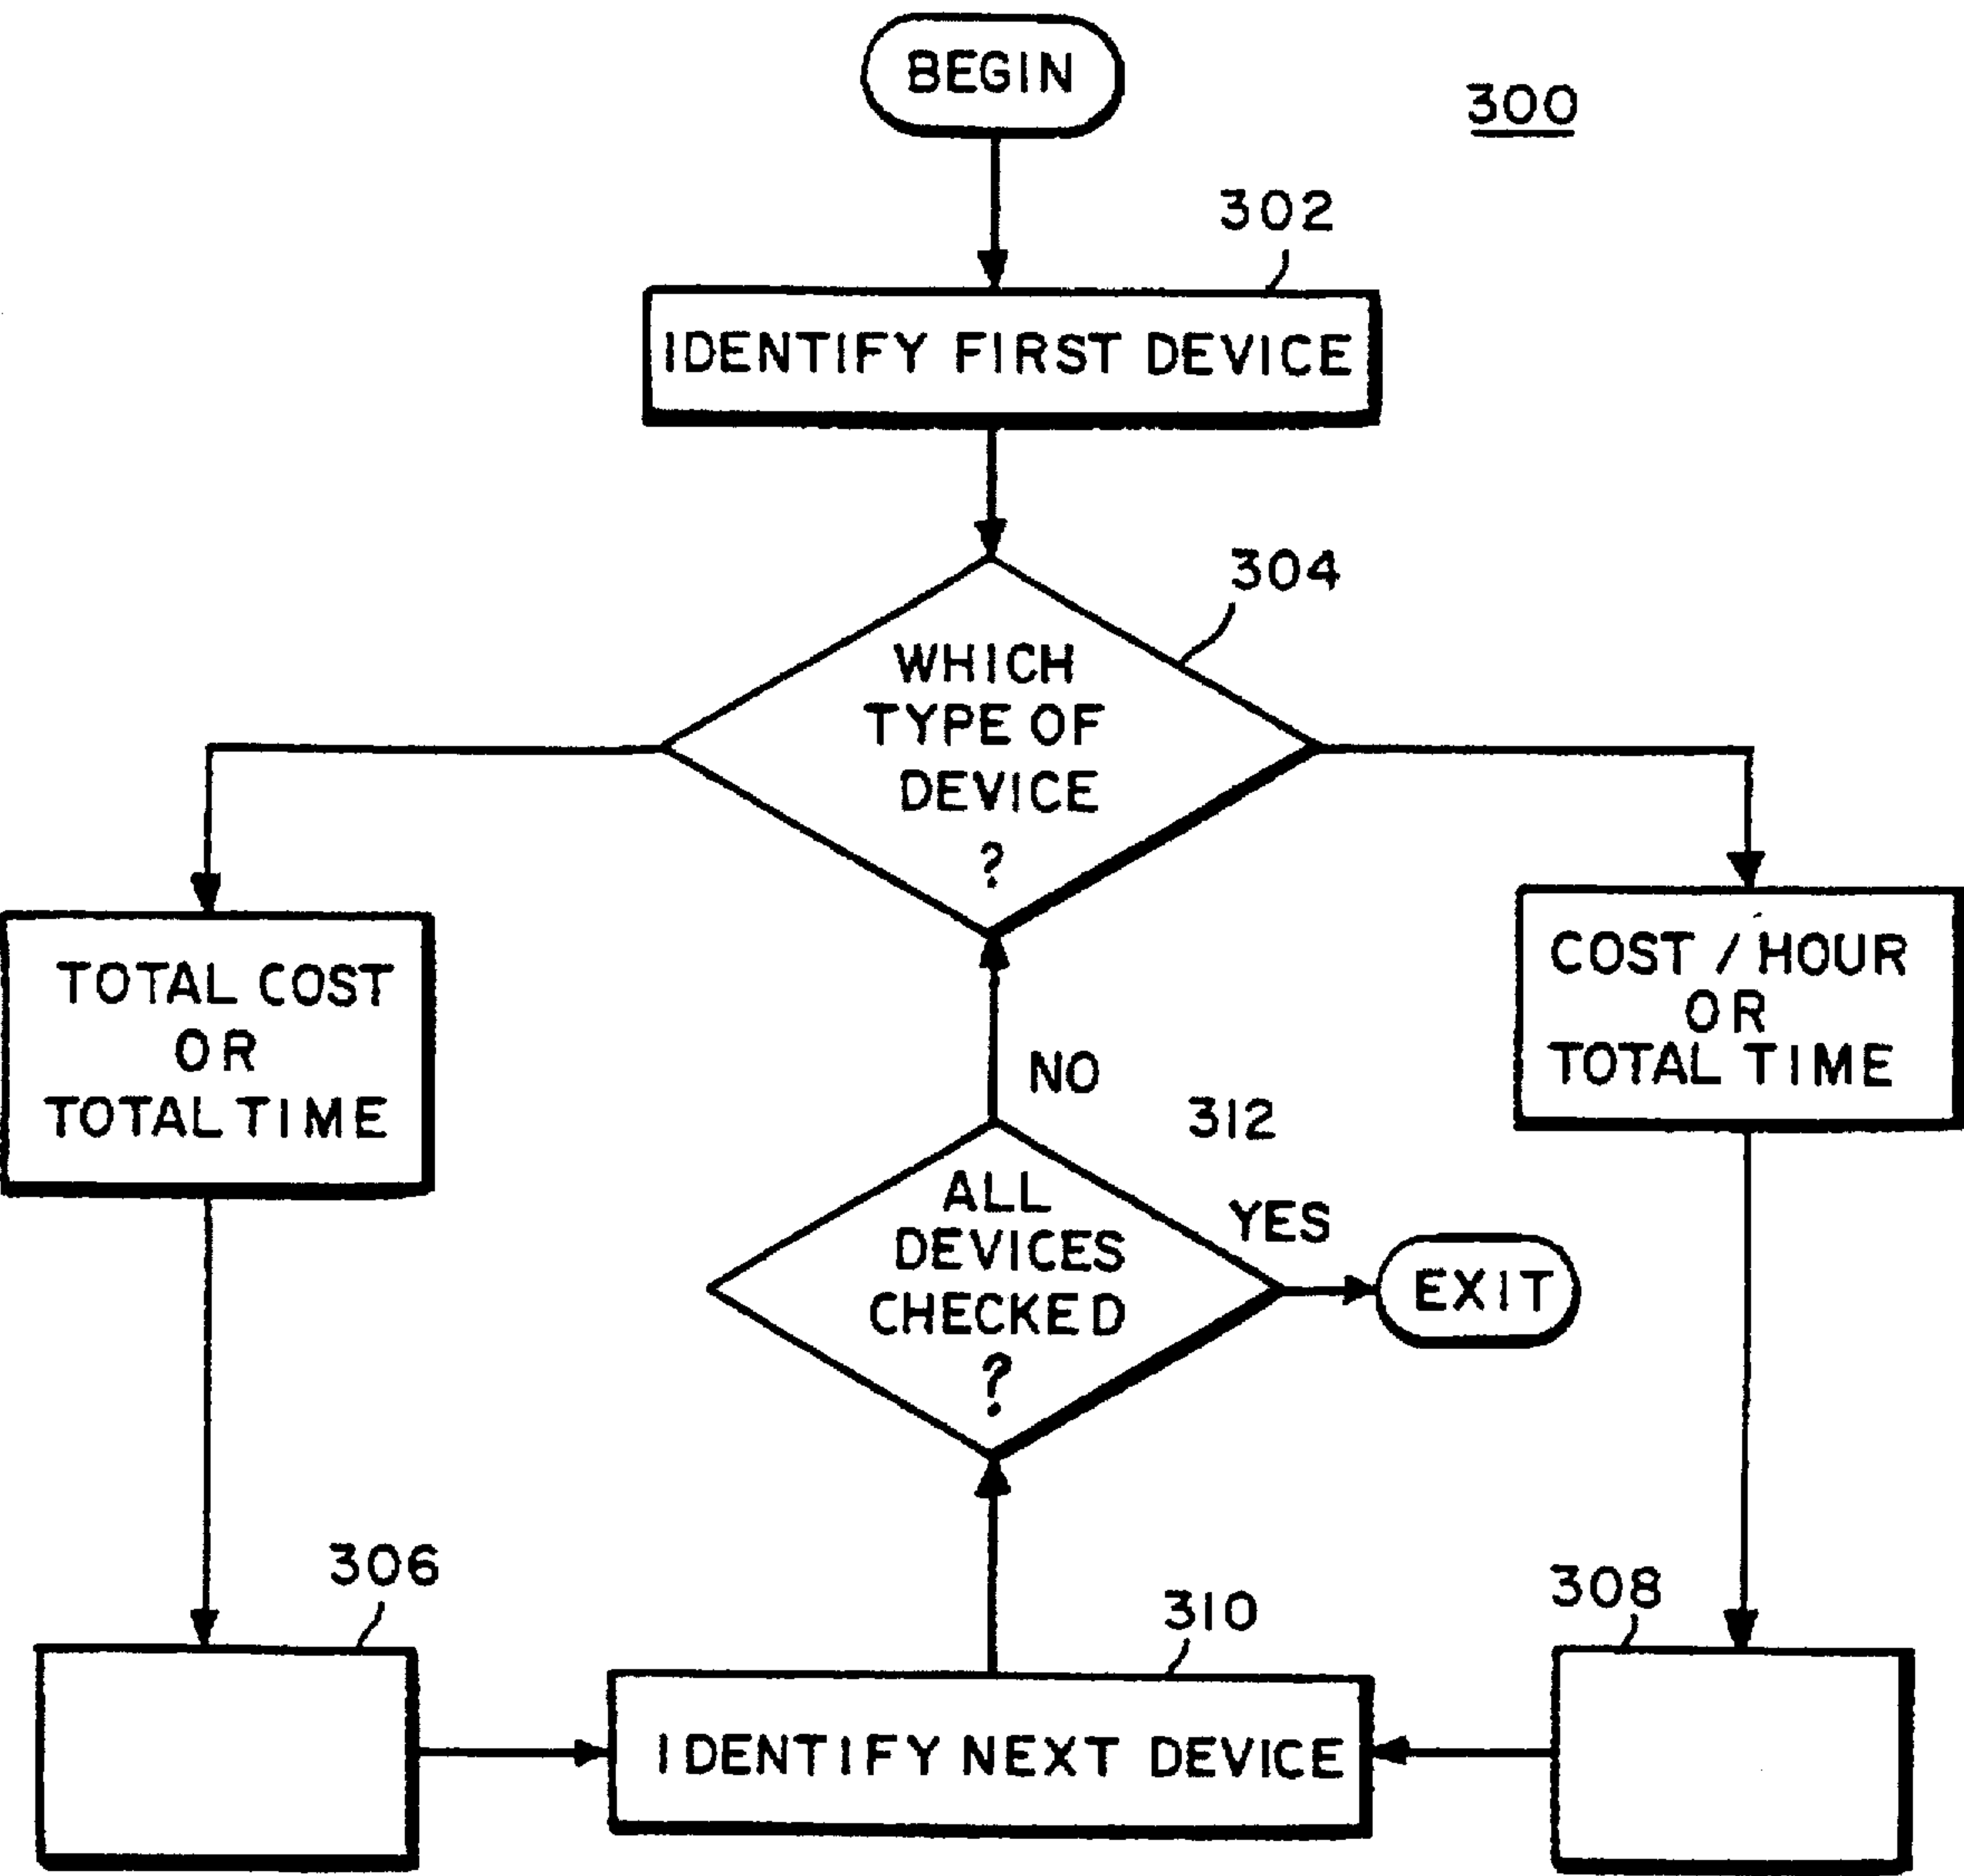 BEGIN
300
302
IDENTIFY FIRST DEVICE
304
WHICH
TYPE OF
DEVICE
?
TOTAL COST
OR
TOTAL TIME
COST / HOUR
OR
TOTAL TIME
NO
312
ALL
DEVICES
CHECKED
?
YES
EXIT
306
310
308
IDENTIFY NEXT DEVICE